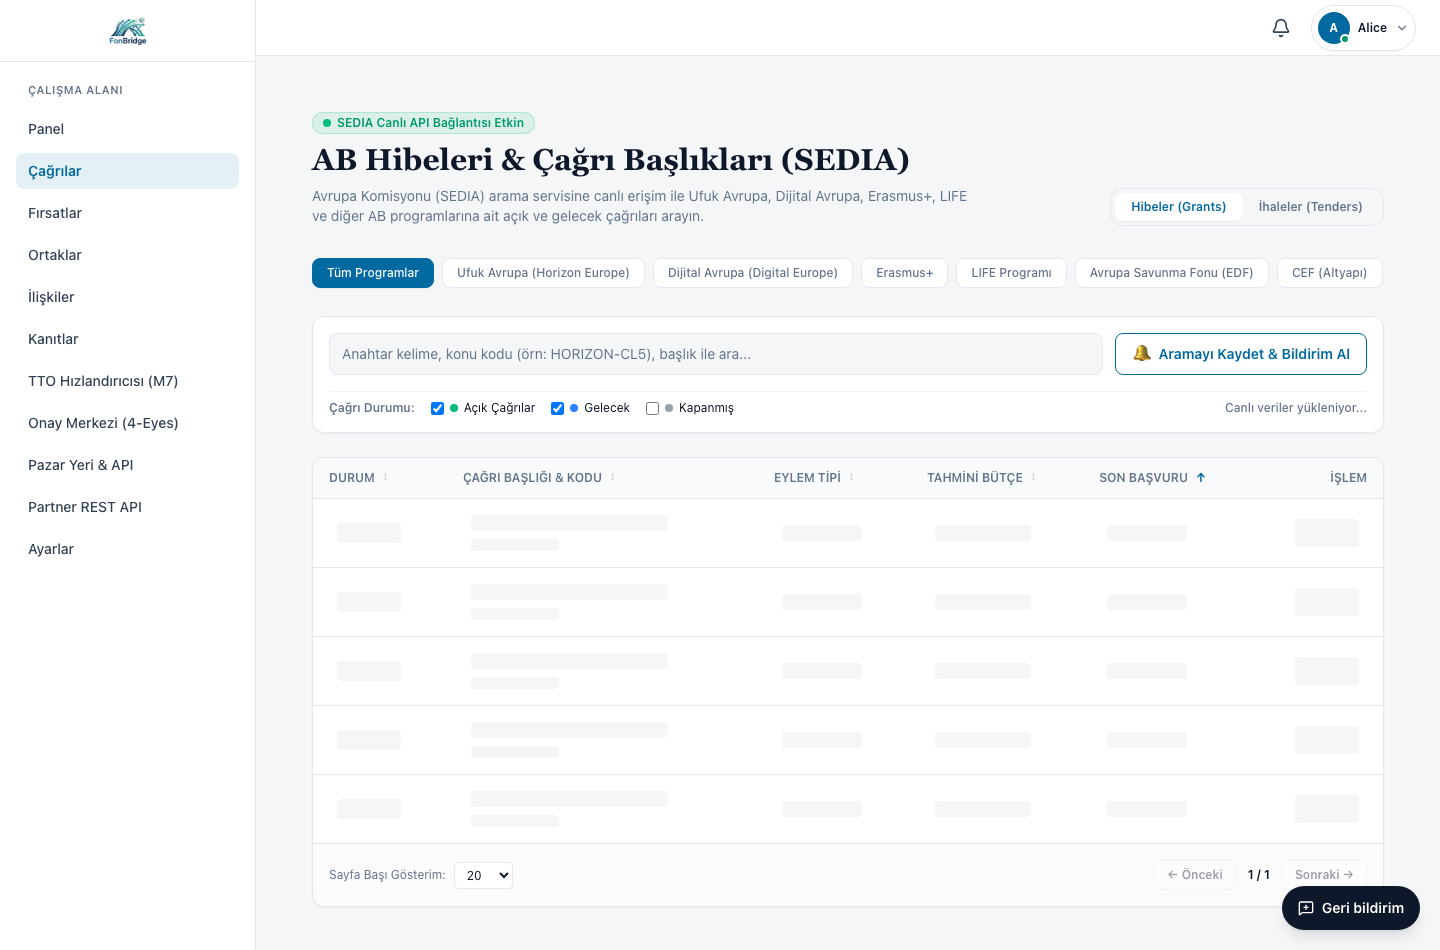 FonBridge
A
Alice
ÇALIŞMA ALANI
Panel
Çağrılar
Fırsatlar
Ortaklar
İlişkiler
Kanıtlar
TTO Hızlandırıcısı (M7)
Onay Merkezi (4-Eyes)
Pazar Yeri & API
Partner REST API
Ayarlar
SEDIA Canlı API Bağlantısı Etkin
AB Hibeleri & Çağrı Başlıkları (SEDIA)
Avrupa Komisyonu (SEDIA) arama servisine canlı erişim ile Ufuk Avrupa, Dijital Avrupa, Erasmus+, LIFE
ve diğer AB programlarına ait açık ve gelecek çağrıları arayın.
Hibeler (Grants) İhaleler (Tenders)
Tüm Programlar Ufuk Avrupa (Horizon Europe) Dijital Avrupa (Digital Europe) Erasmus+ LIFE Programı Avrupa Savunma Fonu (EDF) CEF (Altyapı)
Anahtar kelime, konu kodu (örn: HORIZON-CL5), başlık ile ara...
Aramayı Kaydet & Bildirim Al
Çağrı Durumu: Açık Çağrılar Gelecek Kapanmış
Canlı veriler yükleniyor...
DURUM ↕ ÇAĞRI BAŞLIĞI & KODU ↕ EYLEM TİPİ ↕ TAHMİNİ BÜTÇE ↕ SON BAŞVURU ↑ İŞLEM
Sayfa Başı Gösterim: 20
← Önceki 1 / 1 Sonraki →
Geri bildirim